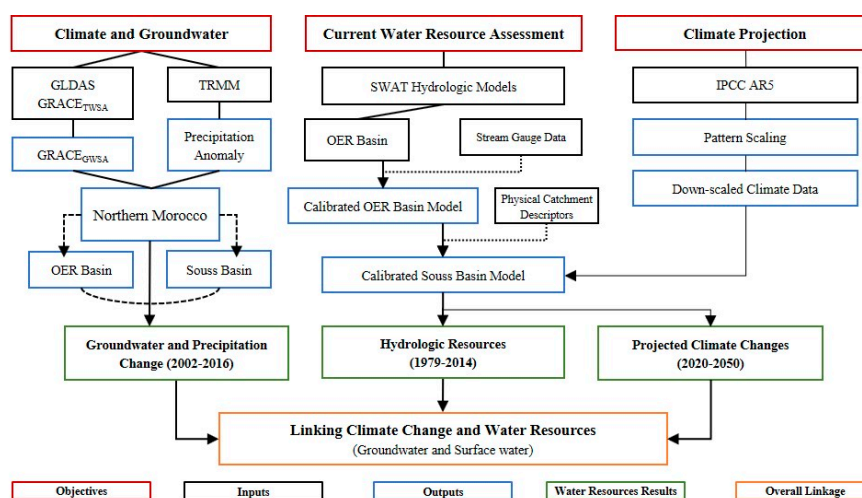 Climate and Groundwater
Current Water Resource Assessment
Climate Projection
GLDAS
GRACETWSA
TRMM
SWAT Hydrologic Models
IPCC AR5
OER Basin
Stream Gauge Data
GRACEGWSA
Precipitation
Anomaly
Pattern Scaling
Northern Morocco
Calibrated OER Basin Model
Physical Catchment
Descriptors
Down-scaled Climate Data
OER Basin
Souss Basin
Calibrated Souss Basin Model
Groundwater and Precipitation
Change (2002-2016)
Hydrologic Resources
(1979-2014)
Projected Climate Changes
(2020-2050)
Linking Climate Change and Water Resources
(Groundwater and Surface water)
Objectives
Inputs
Outputs
Water Resources Results
Overall Linkage